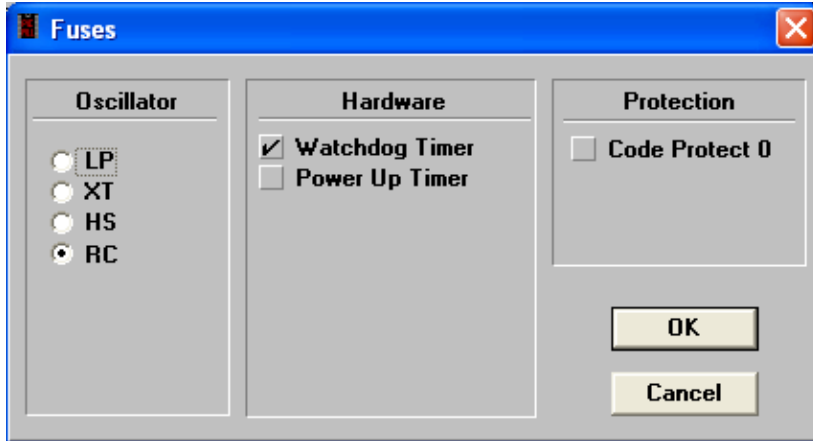 Fuses
Oscillator
LP
XT
HS
RC
Hardware
Watchdog Timer
Power Up Timer
Protection
Code Protect 0
OK
Cancel